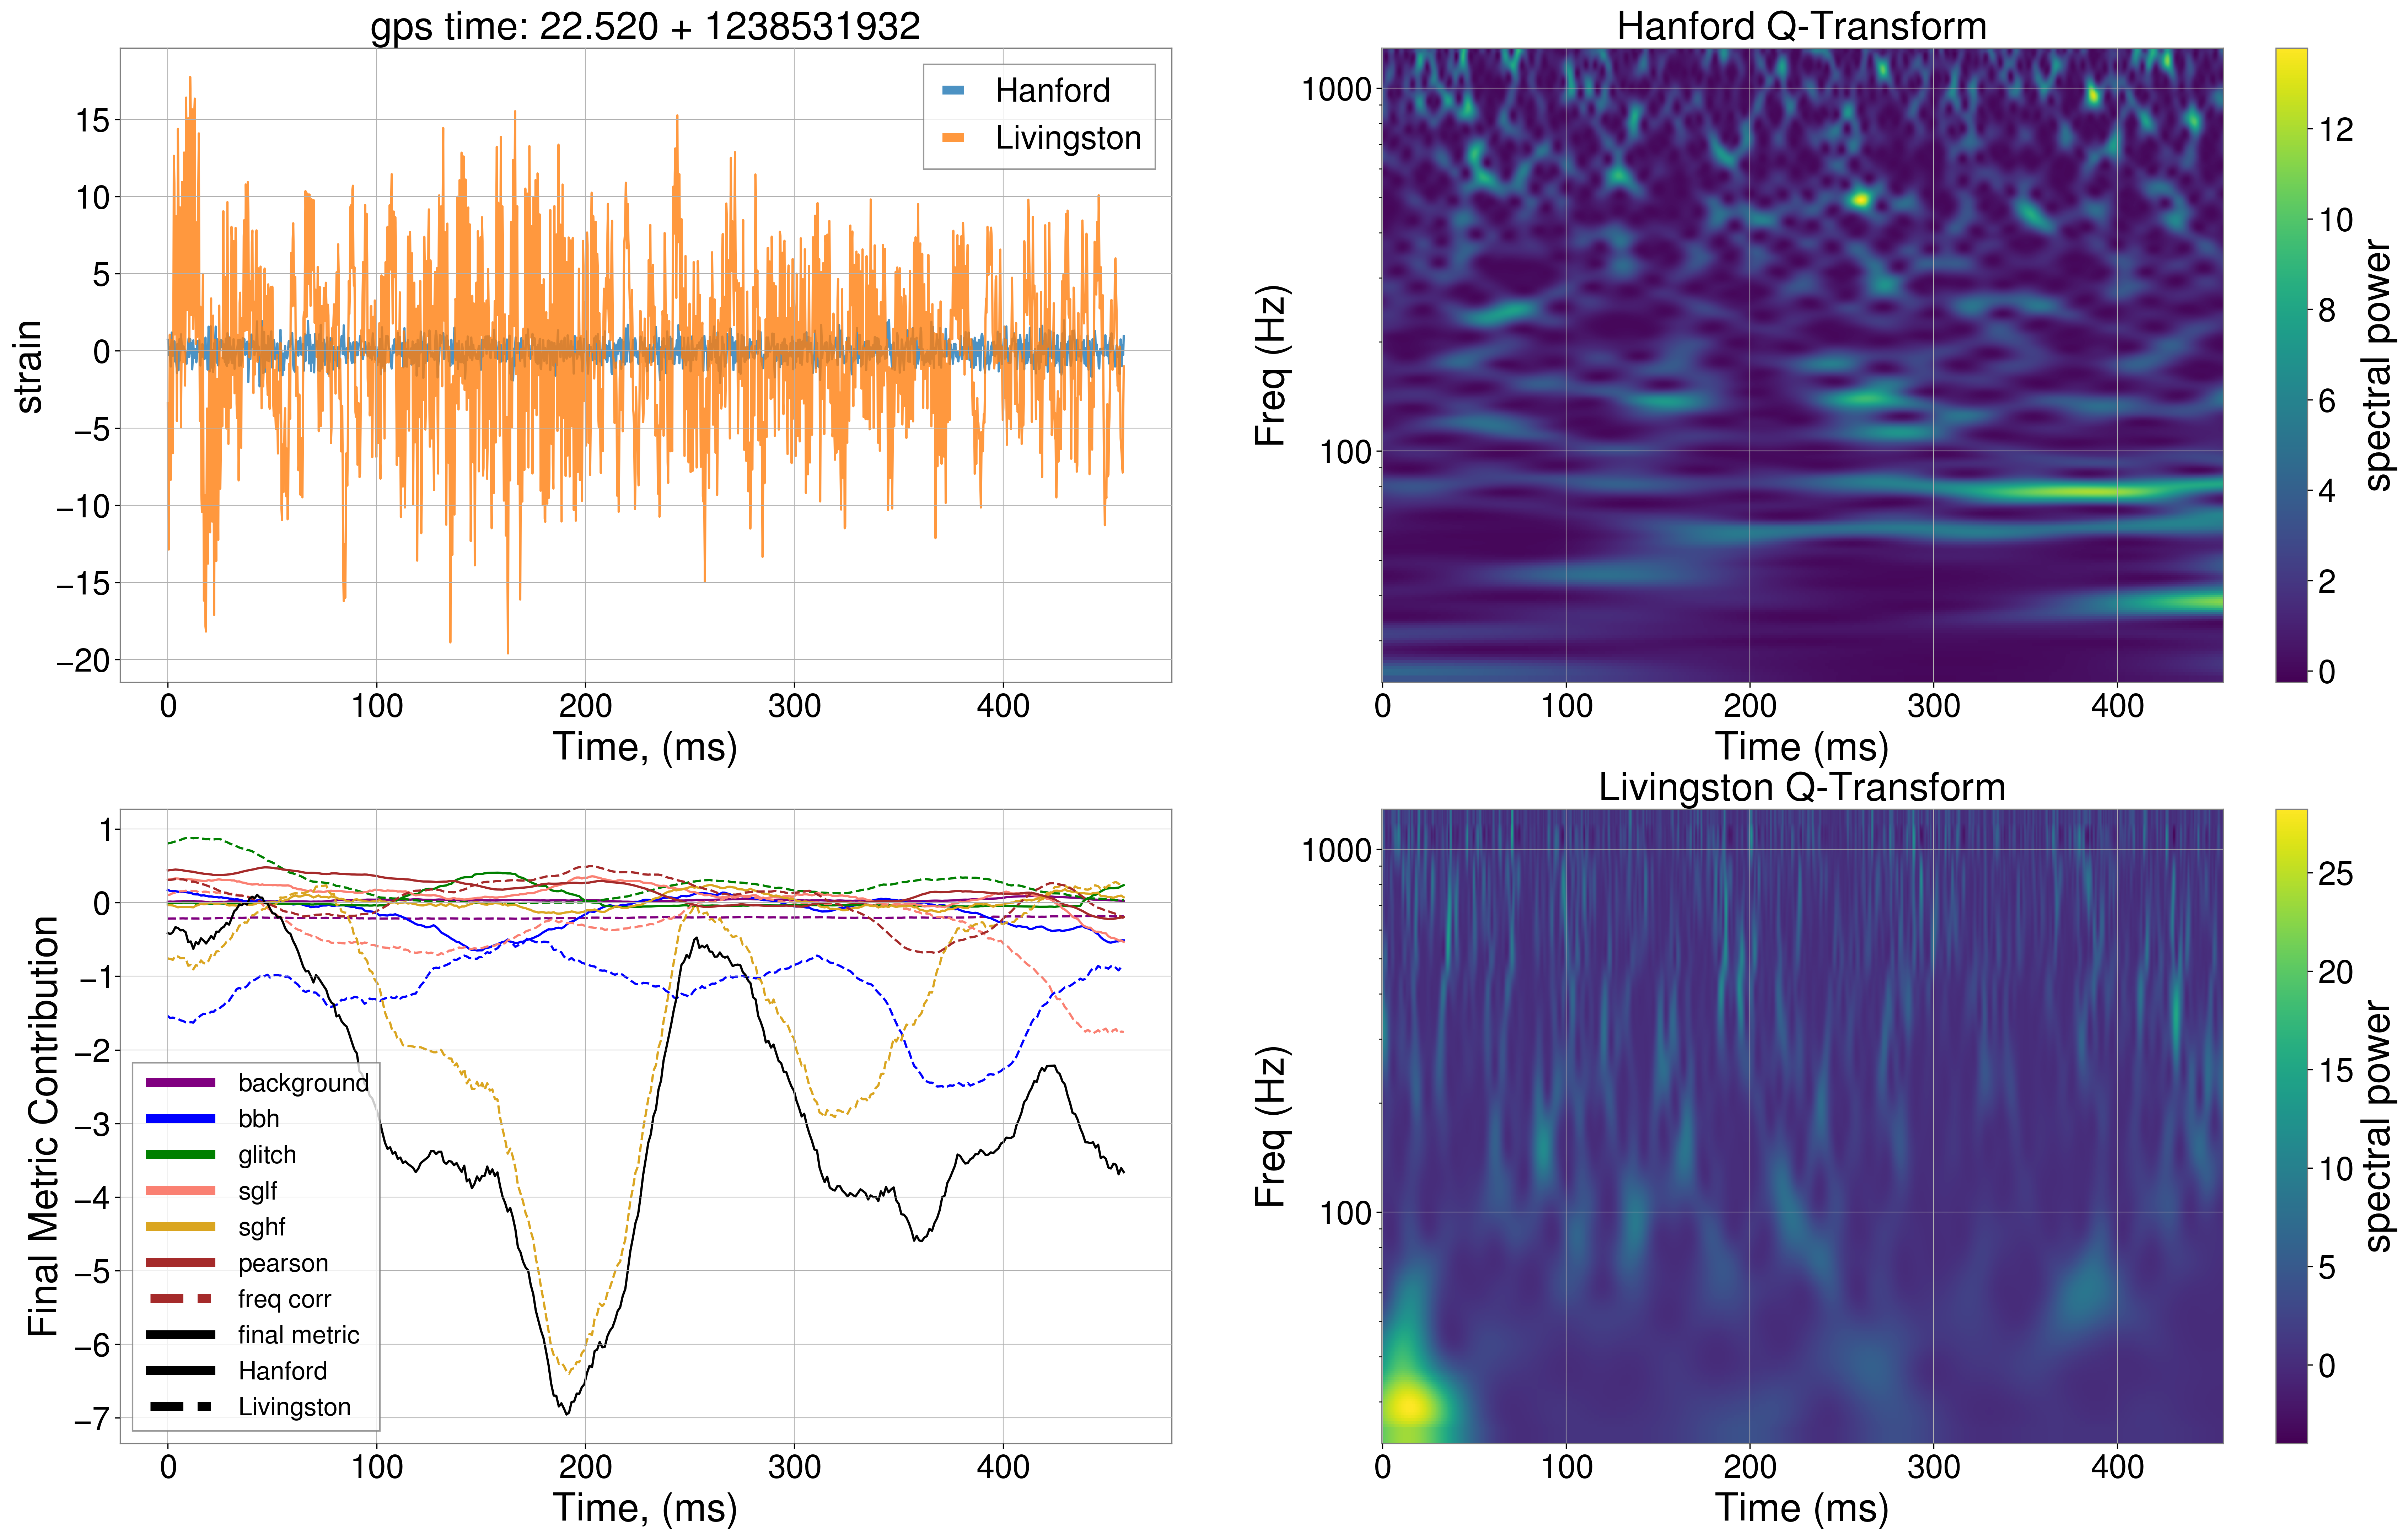 gps time: 22.520 + 1238531932
strain
15
10
5
0
−5
−10
−15
−20
0 100 200 300 400
Time, (ms)
Hanford
Livingston
Hanford Q-Transform
Freq (Hz)
1000
100
0 100 200 300 400
Time (ms)
12
10
8
6
4
2
0
spectral power
Final Metric Contribution
1
0
−1
−2
−3
−4
−5
−6
−7
0 100 200 300 400
Time, (ms)
background
bbh
glitch
sglf
sghf
pearson
freq corr
final metric
Hanford
Livingston
Livingston Q-Transform
Freq (Hz)
1000
100
0 100 200 300 400
Time (ms)
25
20
15
10
5
0
spectral power